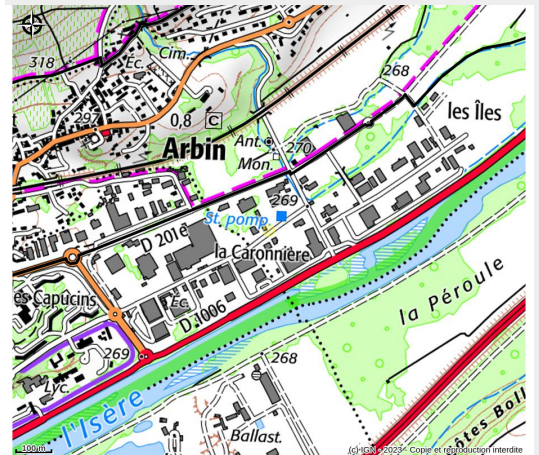 318
Cim.
Éc.
C
268
297
0,8 C
les Îles
Ant.
270
Arbin
Mon.
269
St. pomp.
D 201e
la Caronnière
es Capucins
Éc.
la Péroule
D 1006
269
268
Lyc.
l'Isère
Ballast.
ôtes Boll
100 m
(c) IGN - 2023 - Copie et reproduction interdite